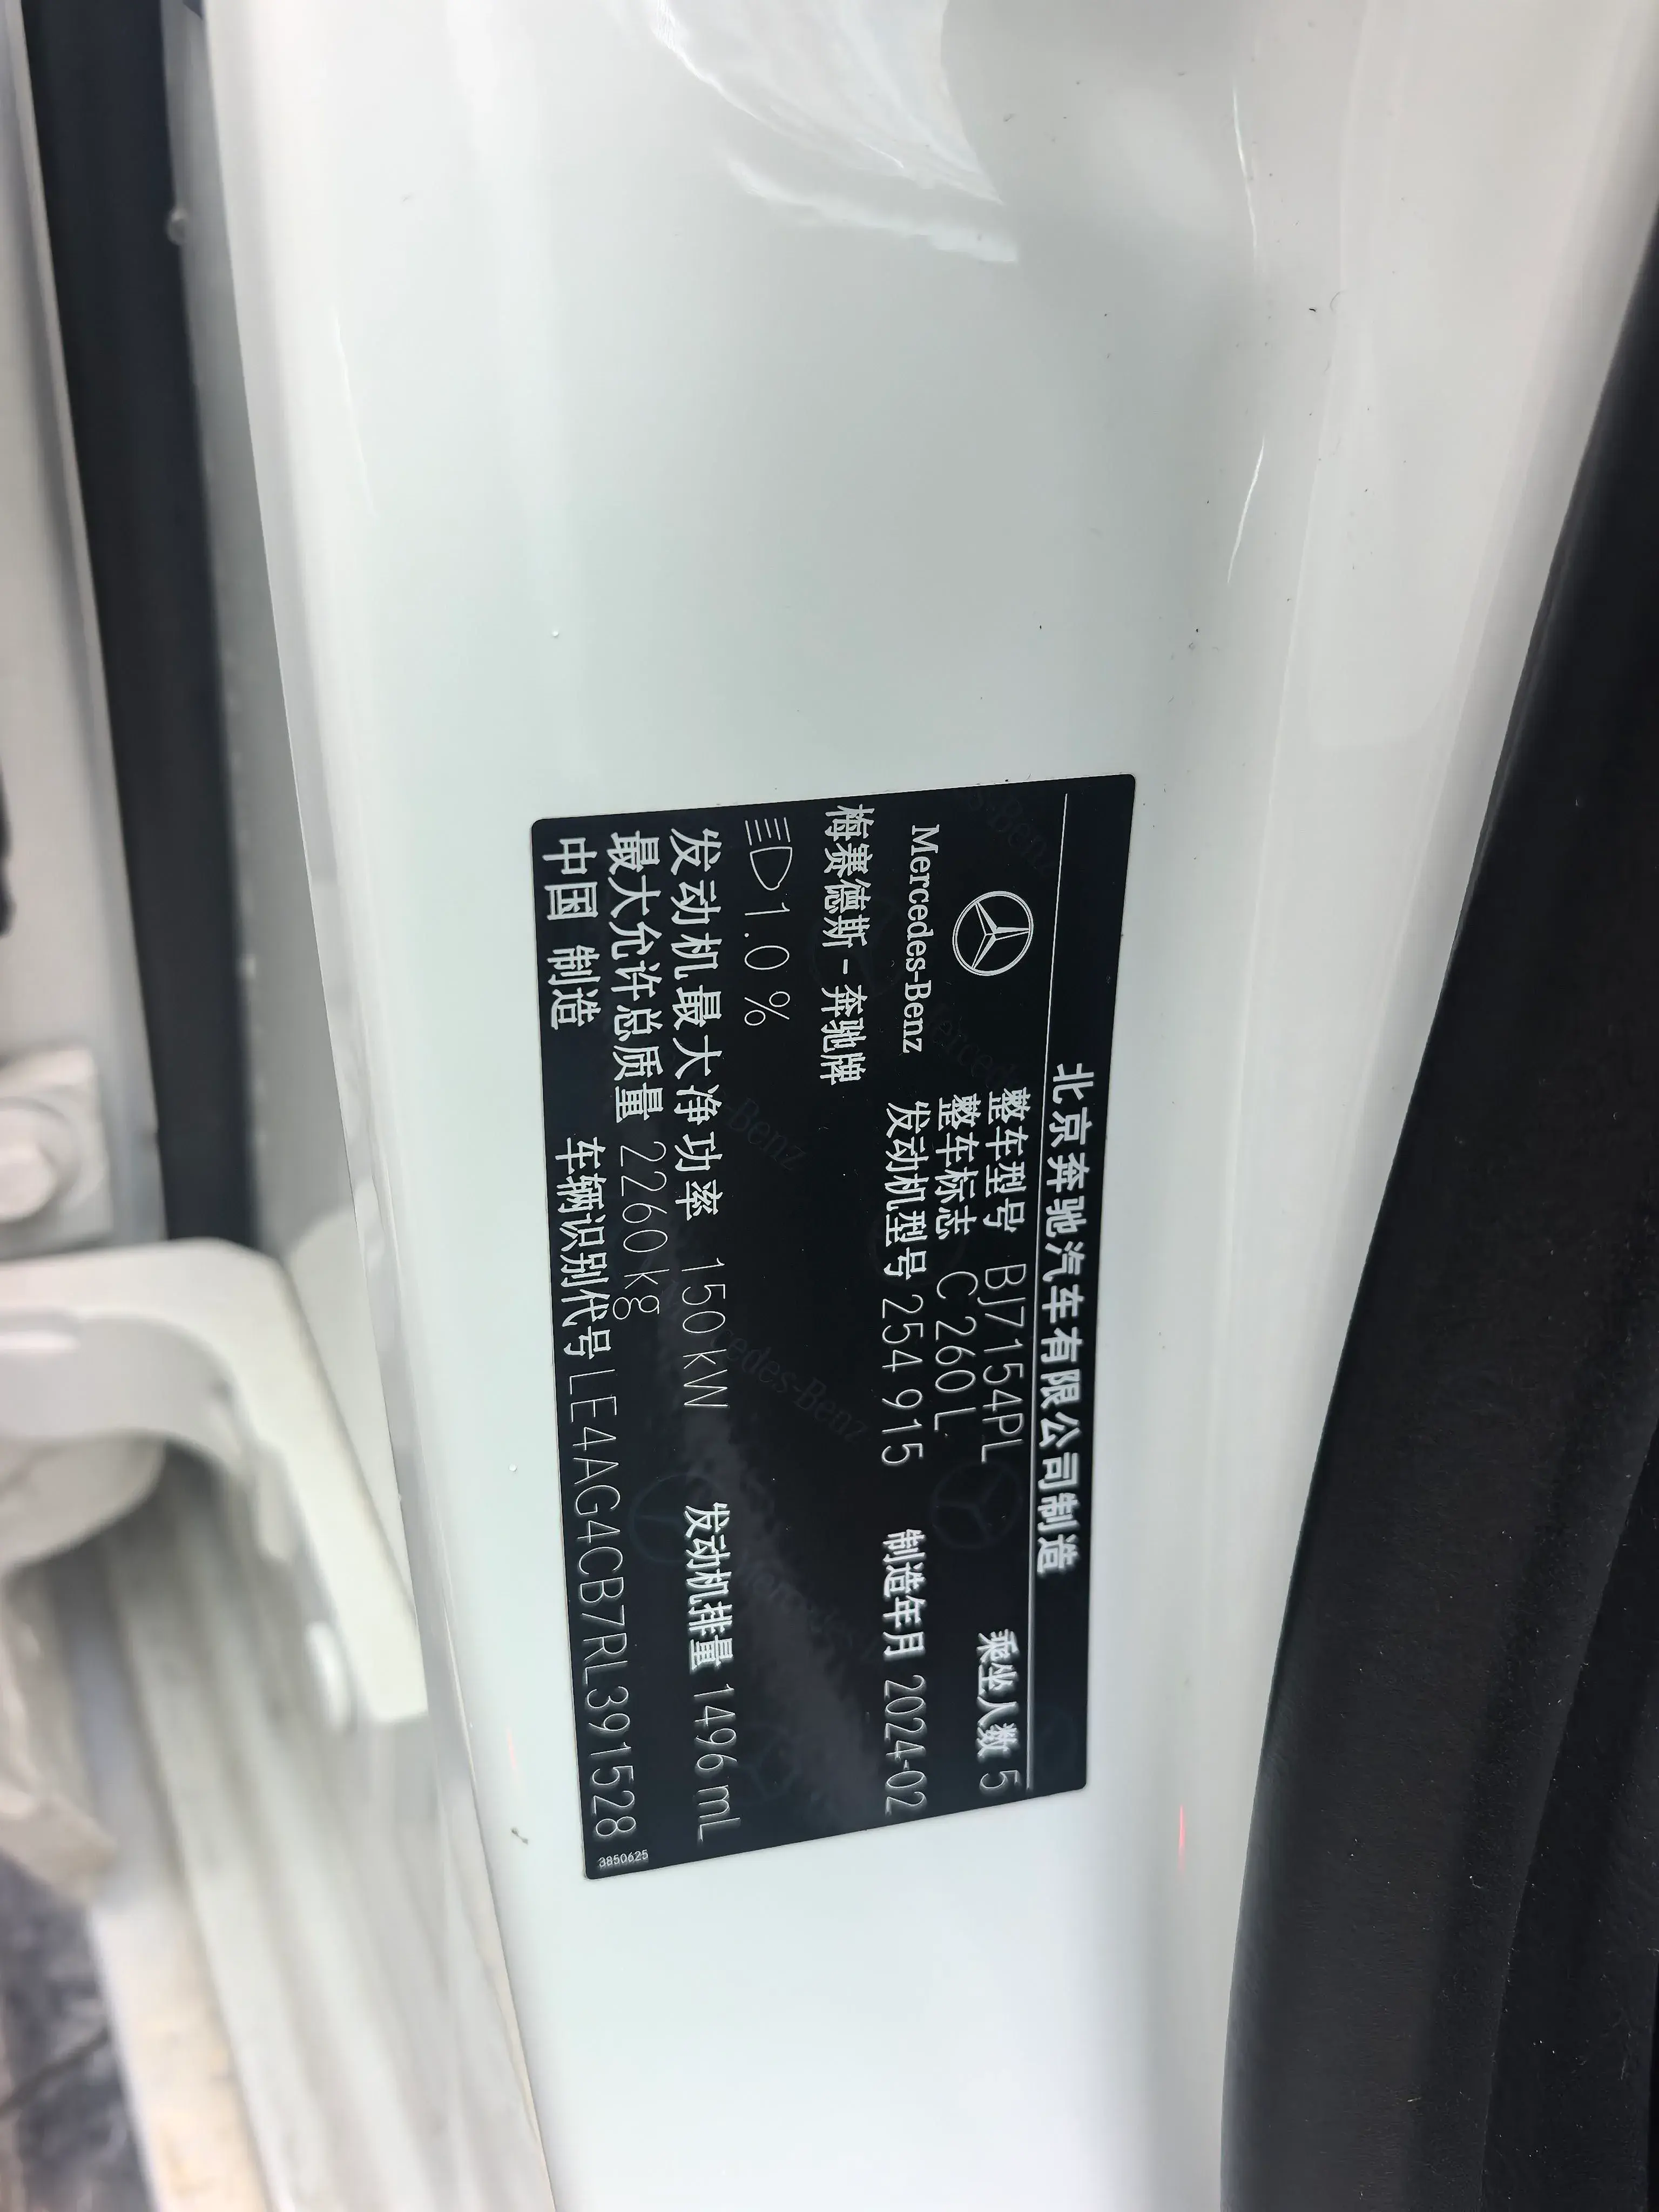 北京奔驰汽车有限公司制造
Mercedes-Benz
梅赛德斯-奔驰牌
整车型号 BJ7154PL
乘坐人数 5
整车标志 C 260 L
发动机型号 254 915
制造年月 2024-02
1.0 %
发动机最大净功率 150 kW
发动机排量 1496 mL
最大允许总质量 2260 kg
中国 制造
车辆识别代号 LE4AG4CB7RL391528
3850625